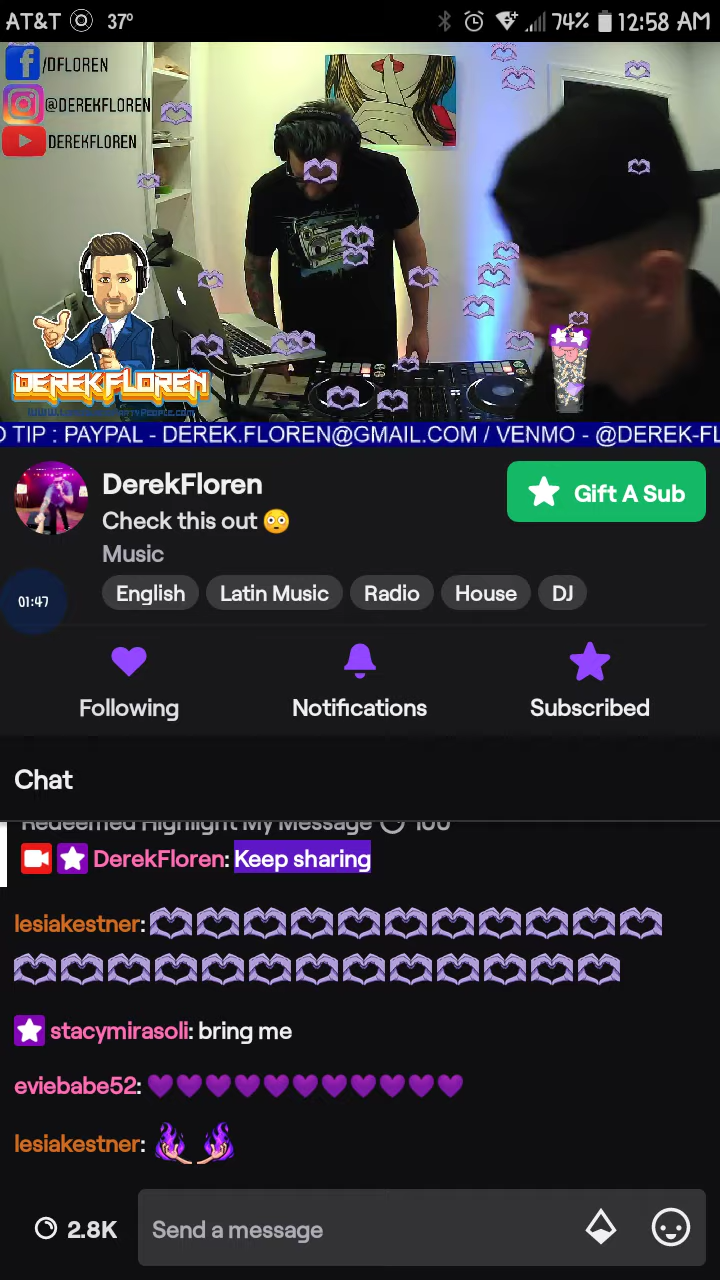 AT&T 37° 74% 12:58 AM
/DFLOREN
@DEREKFLOREN
DEREKFLOREN
DEREKFLOREN
O TIP : PAYPAL - DEREK.FLOREN@GMAIL.COM / VENMO - @DEREK-FL
DerekFloren
Gift A Sub
Check this out 😳
Music
English Latin Music Radio House DJ
01:47
Following Notifications Subscribed
Chat
Redeemed Highlight My Message 100
DerekFloren: Keep sharing
lesiakestner:
stacymirasoli: bring me
eviebabe52: 💜💜💜💜💜💜💜💜💜💜💜
lesiakestner:
2.8K Send a message